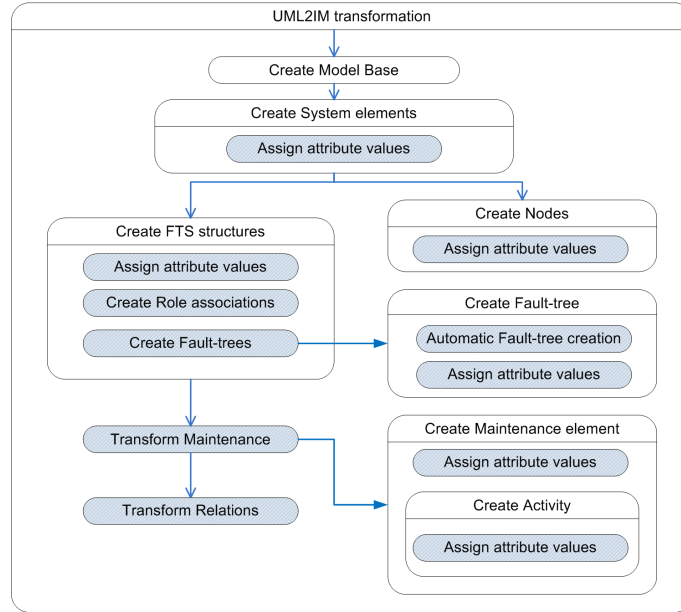 UML2IM transformation
Create Model Base
Create System elements
Assign attribute values
Create FTS structures
Assign attribute values
Create Role associations
Create Fault-trees
Create Nodes
Assign attribute values
Create Fault-tree
Automatic Fault-tree creation
Assign attribute values
Transform Maintenance
Transform Relations
Create Maintenance element
Assign attribute values
Create Activity
Assign attribute values